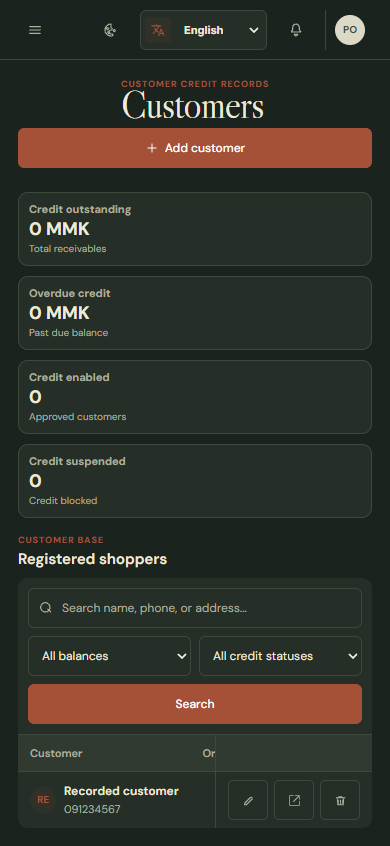 English
PO
CUSTOMER CREDIT RECORDS
Customers
Add customer
Credit outstanding
0 MMK
Total receivables
Overdue credit
0 MMK
Past due balance
Credit enabled
0
Approved customers
Credit suspended
0
Credit blocked
CUSTOMER BASE
Registered shoppers
Search name, phone, or address...
All balances
All credit statuses
Search
Customer Or
RE
Recorded customer
091234567